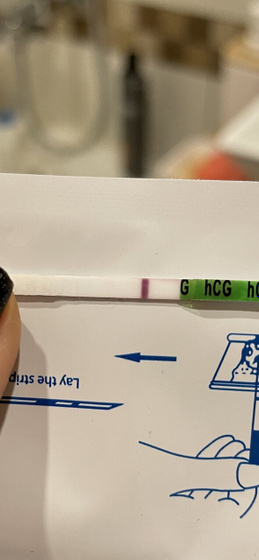 G hCG h
Lay the strip